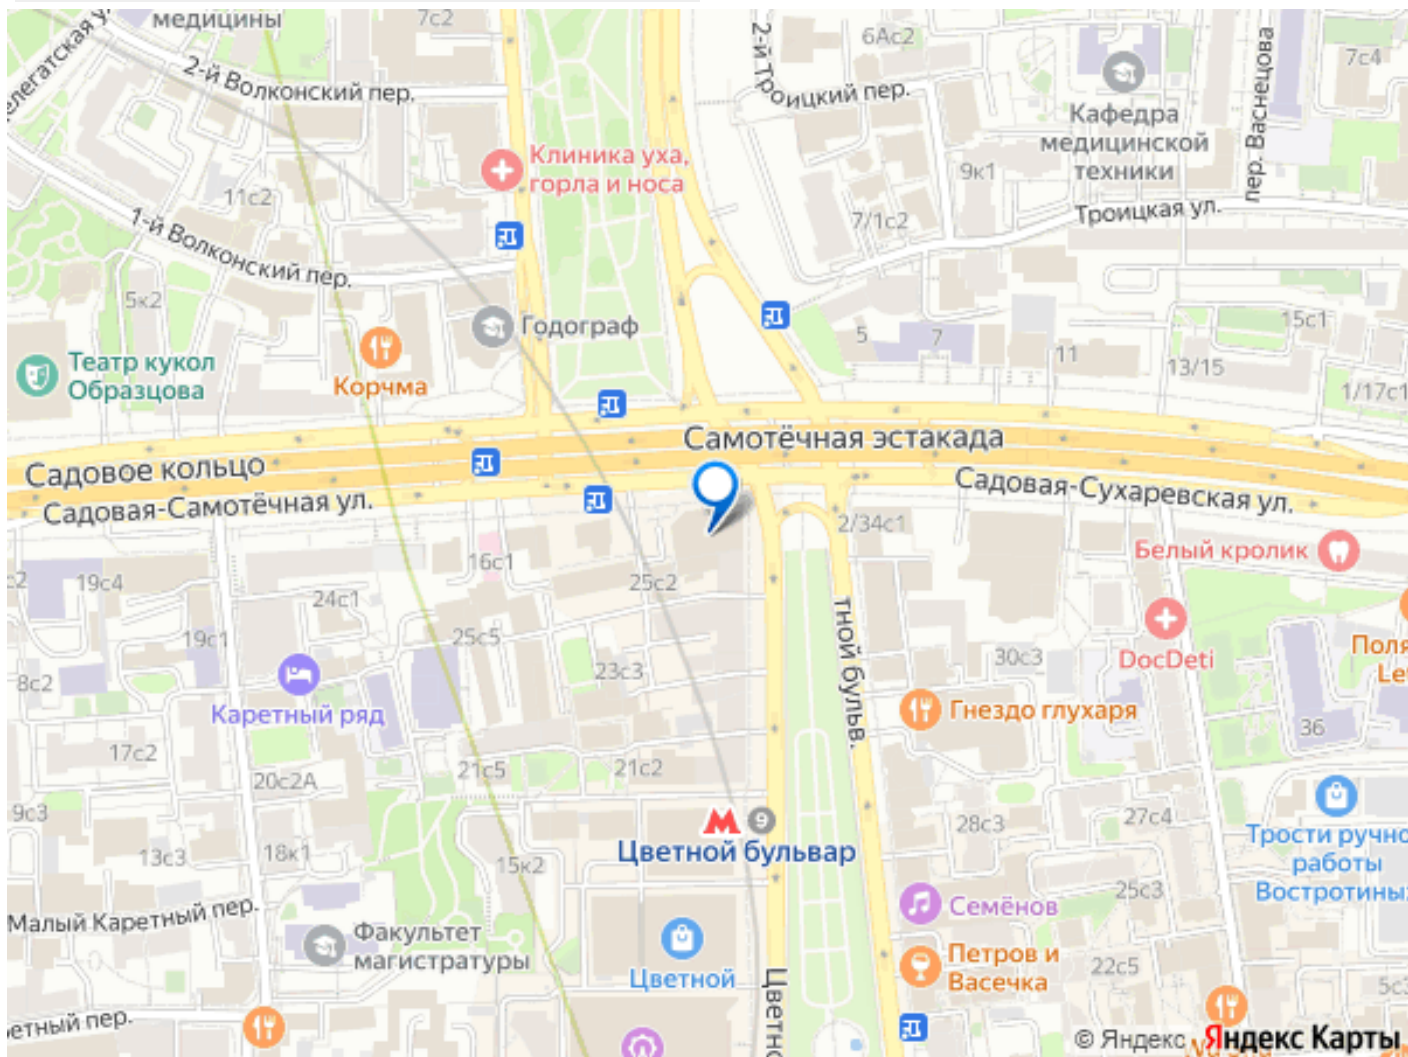 медицины
7с2
6Ас2
7с4
2-й Волконский пер.
2-й Троицкий пер.
пер. Васнецова
Кафедра
медицинской
техники
Клиника уха,
горла и носа
11с2
9к1
7/1с2
Троицкая ул.
1-й Волконский пер.
5к2
Годограф
5
7
11
15с1
13/15
1/17с1
Театр кукол
Образцова
Корчма
Самотёчная эстакада
Садовое кольцо
Садовая-Самотёчная ул.
Садовая-Сухаревская ул.
2/34с1
Белый кролик
16с1
25с2
19с4
24с1
19с1
25с5
23с3
30с3
DocDeti
8с2
Каретный ряд
Гнездо глухаря
тной бульв.
36
17с2
20с2А
21с5
21с2
9с3
9
Цветной бульвар
28с3
27с4
Трости ручно
работы
Востротины
13с3
18к1
15к2
25с3
Малый Каретный пер.
Факультет
магистратуры
Семёнов
Цветной
Петров и
Васечка
22с5
5с3
Цветно
етный пер.
© Яндекс Яндекс Карты